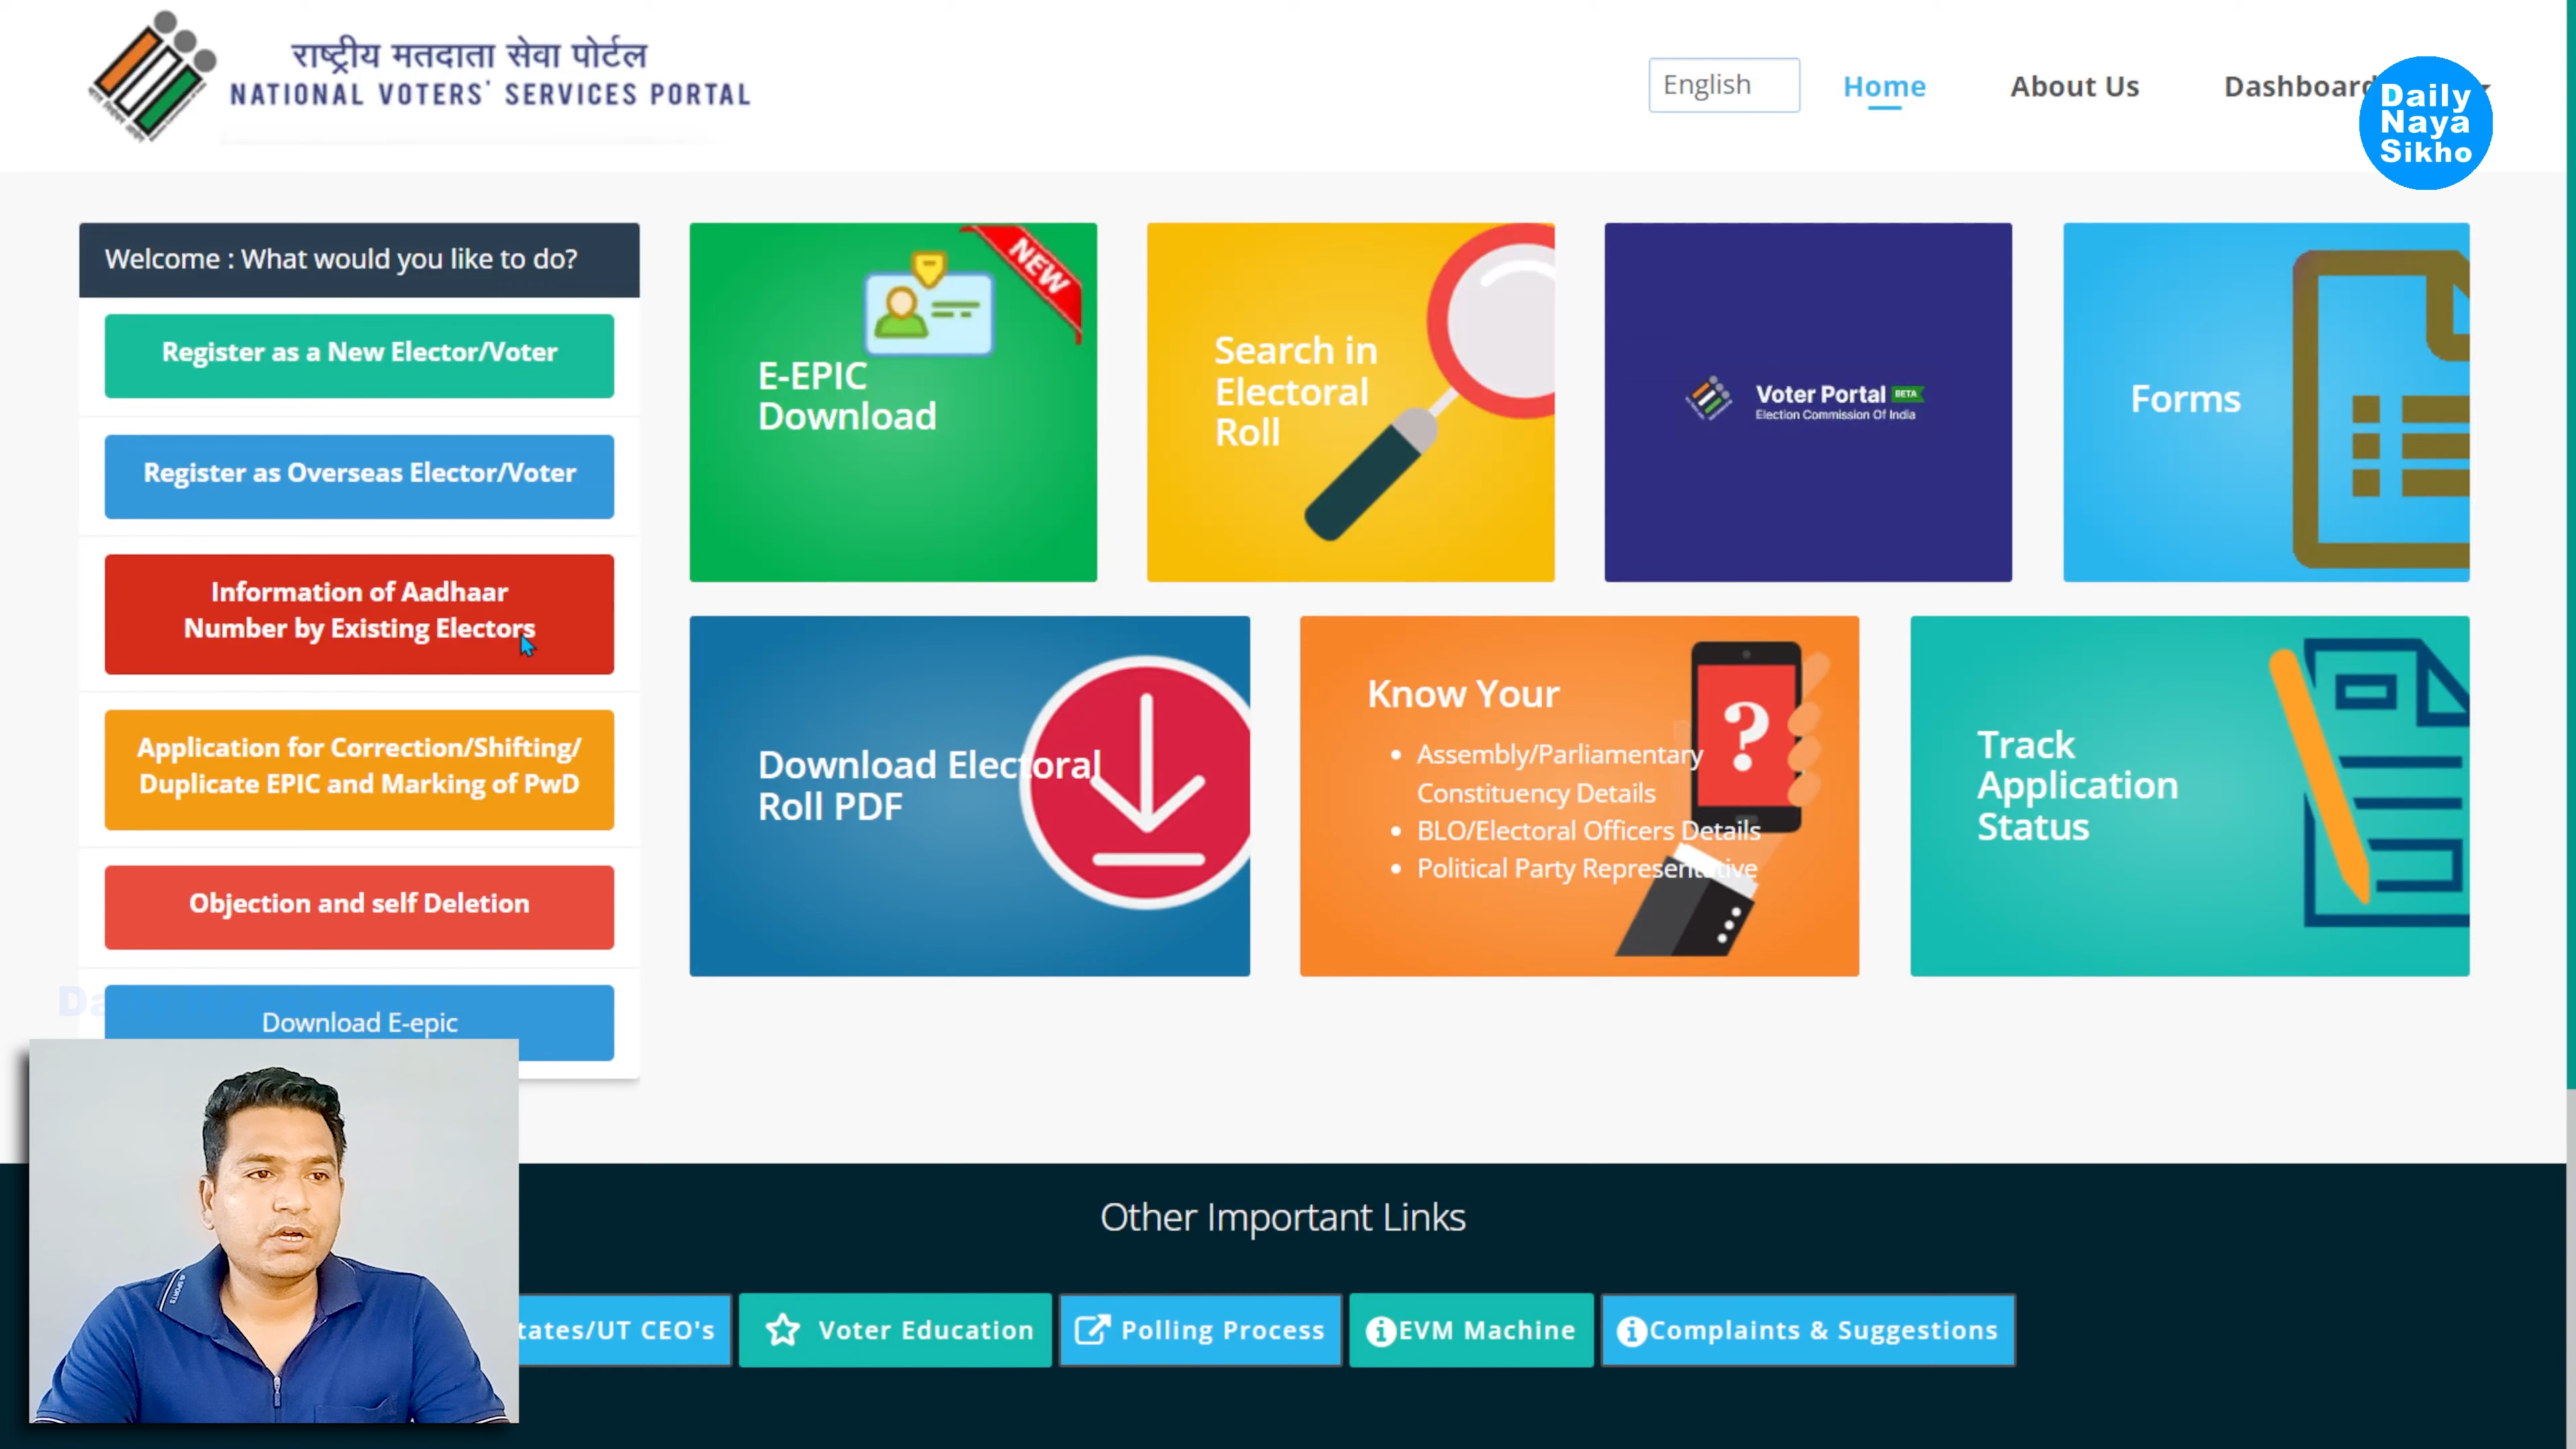 राष्ट्रीय मतदाता सेवा पोर्टल
NATIONAL VOTERS' SERVICES PORTAL
English
Home
About Us
Dashboard
Daily
Naya
Sikho
Welcome : What would you like to do?
Register as a New Elector/Voter
Register as Overseas Elector/Voter
Information of Aadhaar
Number by Existing Electors
Application for Correction/Shifting/
Duplicate EPIC and Marking of PwD
Objection and self Deletion
Download E-epic
NEW
E-EPIC
Download
Search in
Electoral
Roll
Voter Portal BETA
Election Commission Of India
Forms
Download Electoral
Roll PDF
Know Your
• Assembly/Parliamentary
Constituency Details
• BLO/Electoral Officers Details
• Political Party Representative
?
Track
Application
Status
Other Important Links
tates/UT CEO's
Voter Education
Polling Process
EVM Machine
Complaints & Suggestions